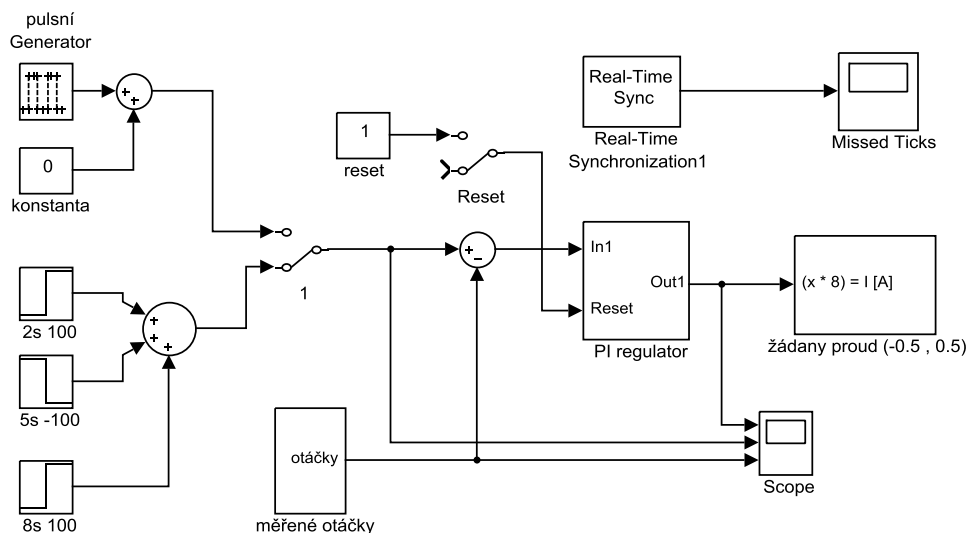 pulsní
Generator
0
konstanta
1
reset
Reset
Real-Time
Sync
Real-Time
Synchronization1
Missed Ticks
1
2s 100
5s -100
8s 100
otáčky
měřené otáčky
In1
Out1
Reset
PI regulator
(x * 8) = I [A]
žádany proud (-0.5 , 0.5)
Scope